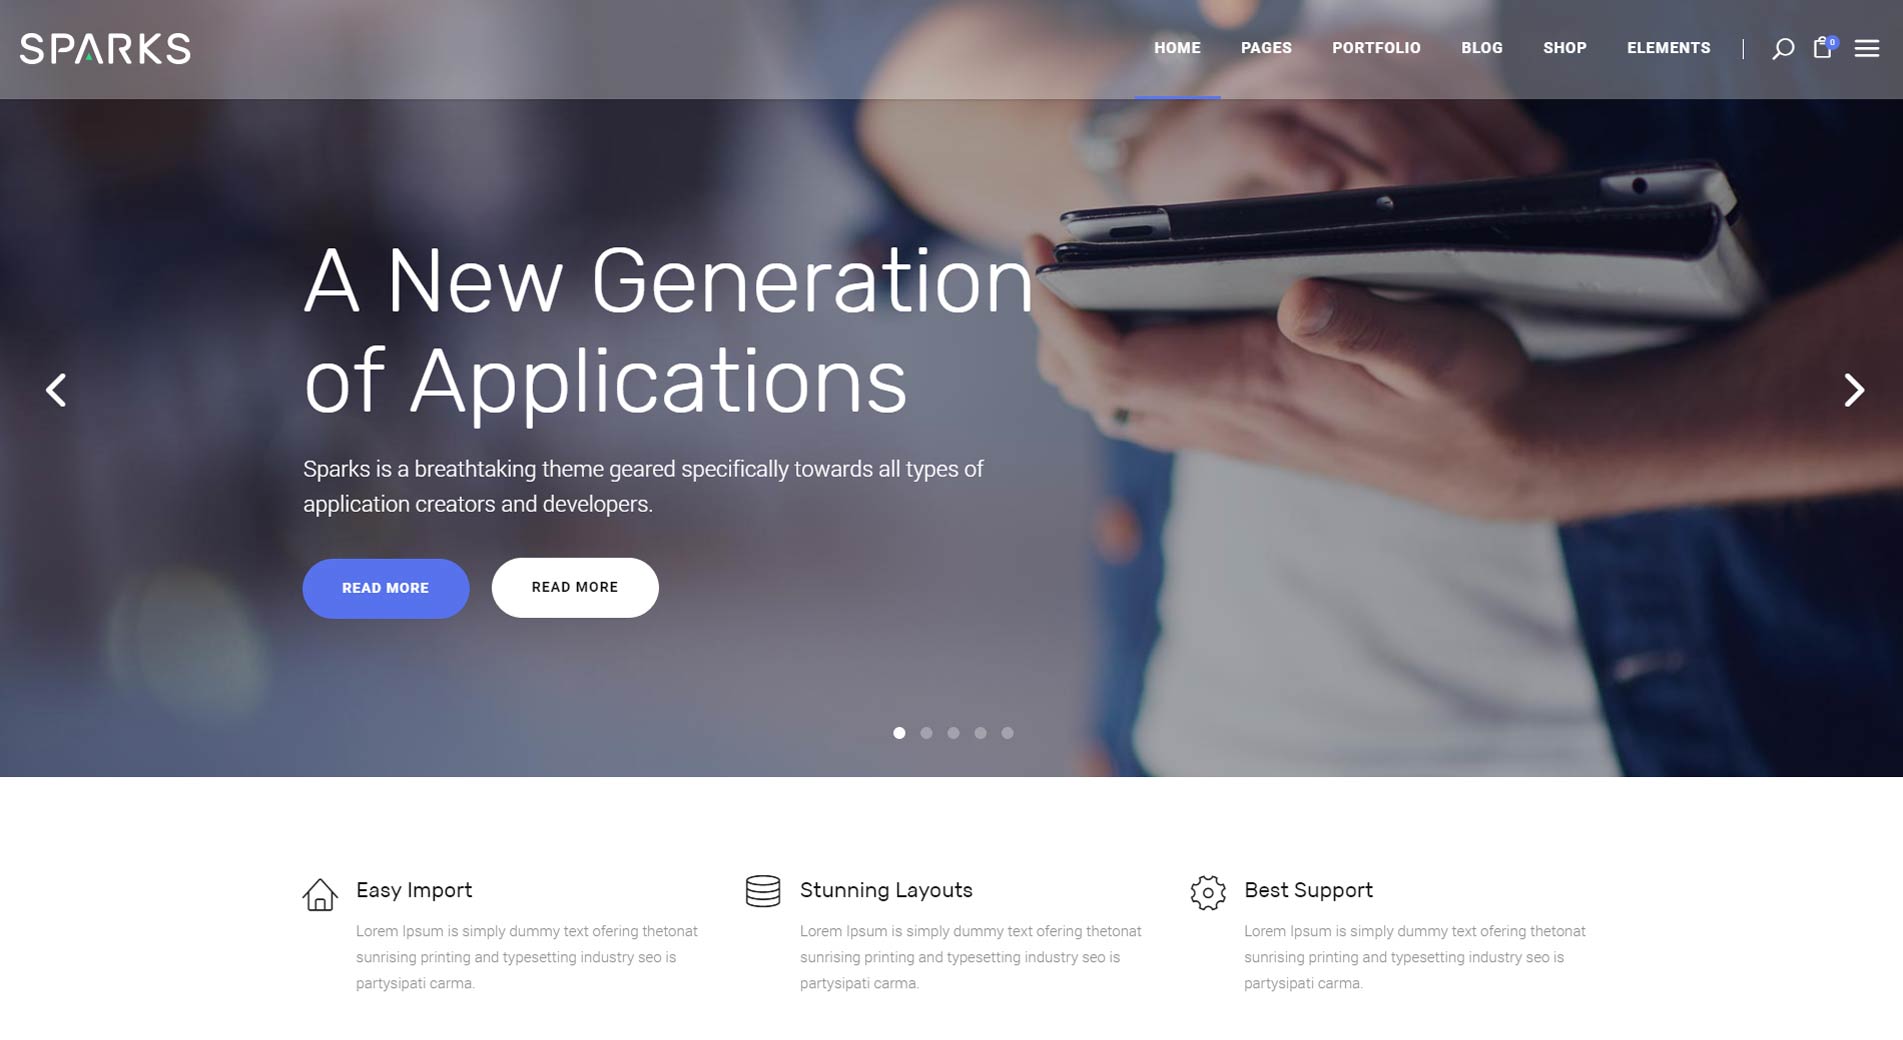 SPARKS
HOME PAGES PORTFOLIO BLOG SHOP ELEMENTS 0
A New Generation
of Applications
Sparks is a breathtaking theme geared specifically towards all types of
application creators and developers.
READ MORE READ MORE
Easy Import
Lorem Ipsum is simply dummy text ofering thetonat
sunrising printing and typesetting industry seo is
partysipati carma.
Stunning Layouts
Lorem Ipsum is simply dummy text ofering thetonat
sunrising printing and typesetting industry seo is
partysipati carma.
Best Support
Lorem Ipsum is simply dummy text ofering thetonat
sunrising printing and typesetting industry seo is
partysipati carma.